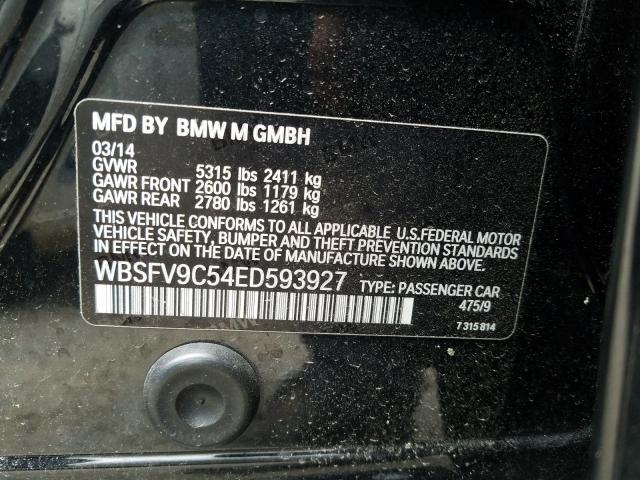 MFD BY BMW M GMBH
03/14
GVWR 5315 lbs 2411 kg
GAWR FRONT 2600 lbs 1179 kg
GAWR REAR 2780 lbs 1261 kg
THIS VEHICLE CONFORMS TO ALL APPLICABLE U.S.FEDERAL MOTOR
VEHICLE SAFETY, BUMPER AND THEFT PREVENTION STANDARDS
IN EFFECT ON THE DATE OF MANUFACTURE SHOWN ABOVE.
WBSFV9C54ED593927 TYPE: PASSENGER CAR
475/9
7 315 814